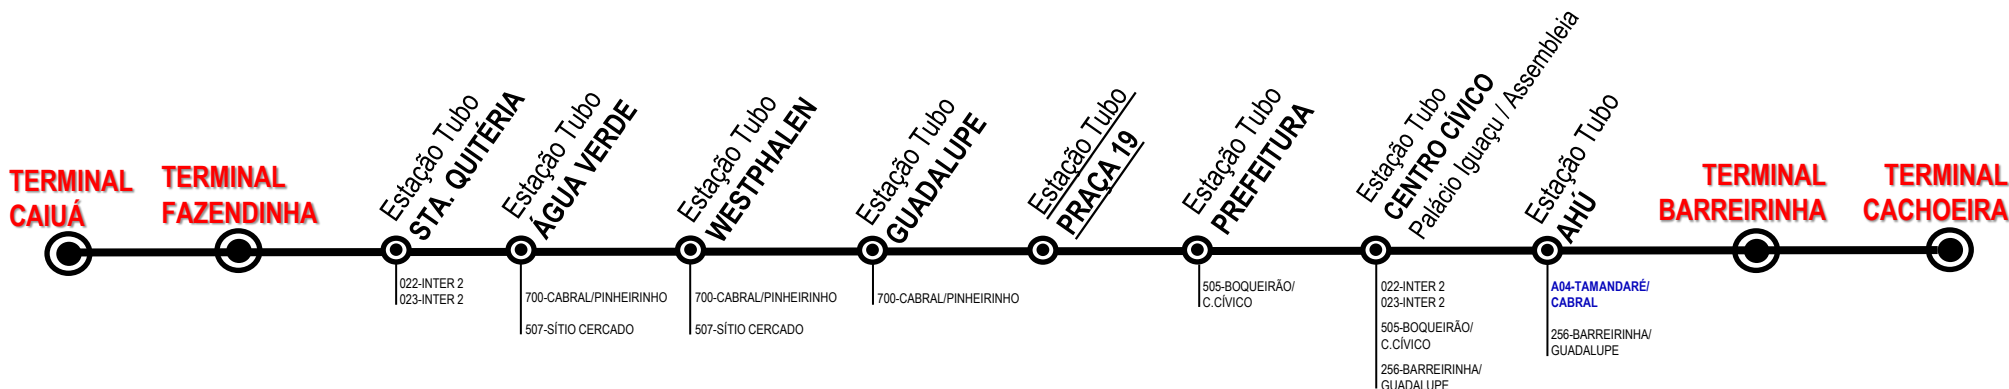 TERMINAL
CAIUÁ
TERMINAL
FAZENDINHA
Estação Tubo
STA. QUITÉRIA
022-INTER 2
023-INTER 2
Estação Tubo
ÁGUA VERDE
700-CABRAL/PINHEIRINHO
507-SÍTIO CERCADO
Estação Tubo
WESTPHALEN
700-CABRAL/PINHEIRINHO
507-SÍTIO CERCADO
Estação Tubo
GUADALUPE
700-CABRAL/PINHEIRINHO
Estação Tubo
PRAÇA 19
Estação Tubo
PREFEITURA
505-BOQUEIRÃO/
C.CÍVICO
Estação Tubo
CENTRO CÍVICO
Palácio Iguaçu / Assembleia
022-INTER 2
023-INTER 2
505-BOQUEIRÃO/
C.CÍVICO
256-BARREIRINHA/
GUADALUPE
Estação Tubo
AHÚ
A04-TAMANDARÉ/
CABRAL
256-BARREIRINHA/
GUADALUPE
TERMINAL
BARREIRINHA
TERMINAL
CACHOEIRA